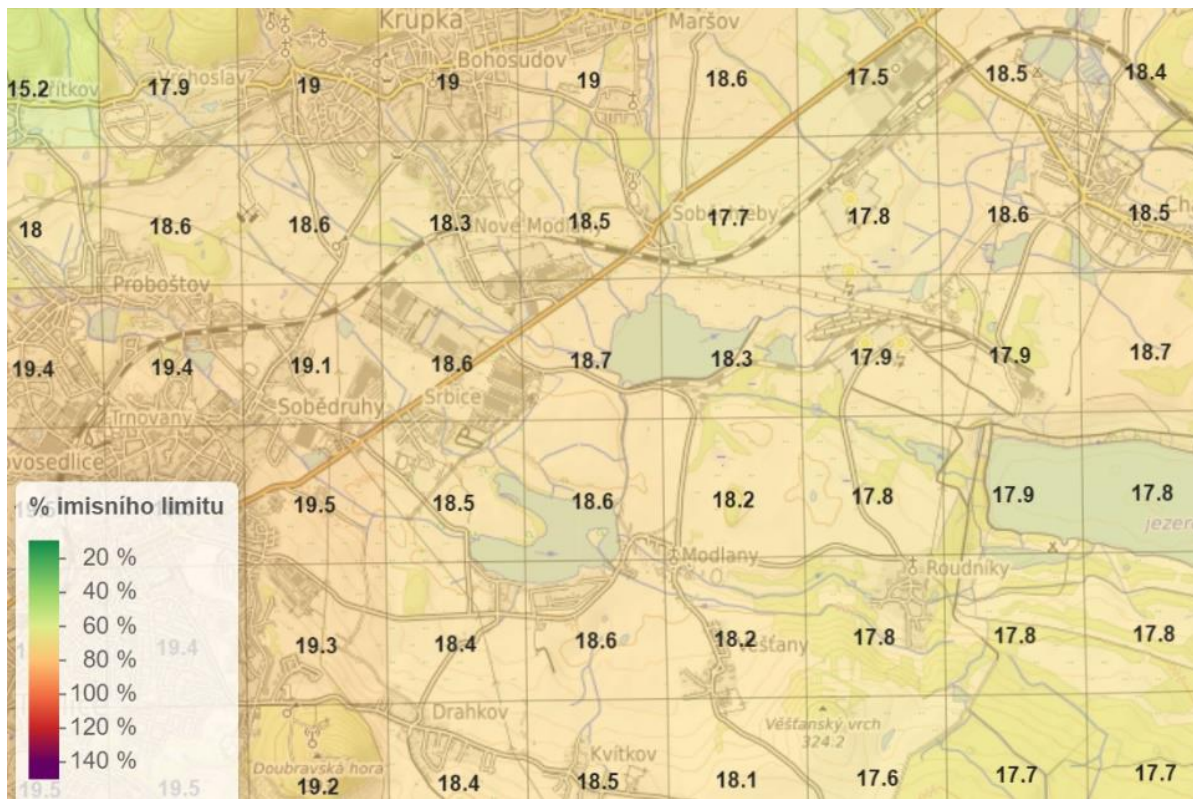 Krupka
Maršov
Bohosudov
Vrchoslav
15.2 17.9 19 19 19 18.6 17.5 18.5 18.4
18 18.6 18.6 18.3 18.5 17.7 17.8 18.6 18.5
Proboštov
19.4 19.4 19.1 18.6 18.7 18.3 17.9 17.9 18.7
Srbice
Trnovany Sobědruhy
19.5 18.5 18.6 18.2 17.8 17.9 17.8
% imisního limitu
20 %
40 %
60 %
80 %
100 %
120 %
140 %
Modlany Roudníky
19.4 19.3 18.4 18.6 18.2 17.8 17.8 17.8
Věšťany
Drahkov
Věšťanský vrch
324.2
Kvítkov
Doubravská hora
19.5 19.5 19.2 18.4 18.5 18.1 17.6 17.7 17.7